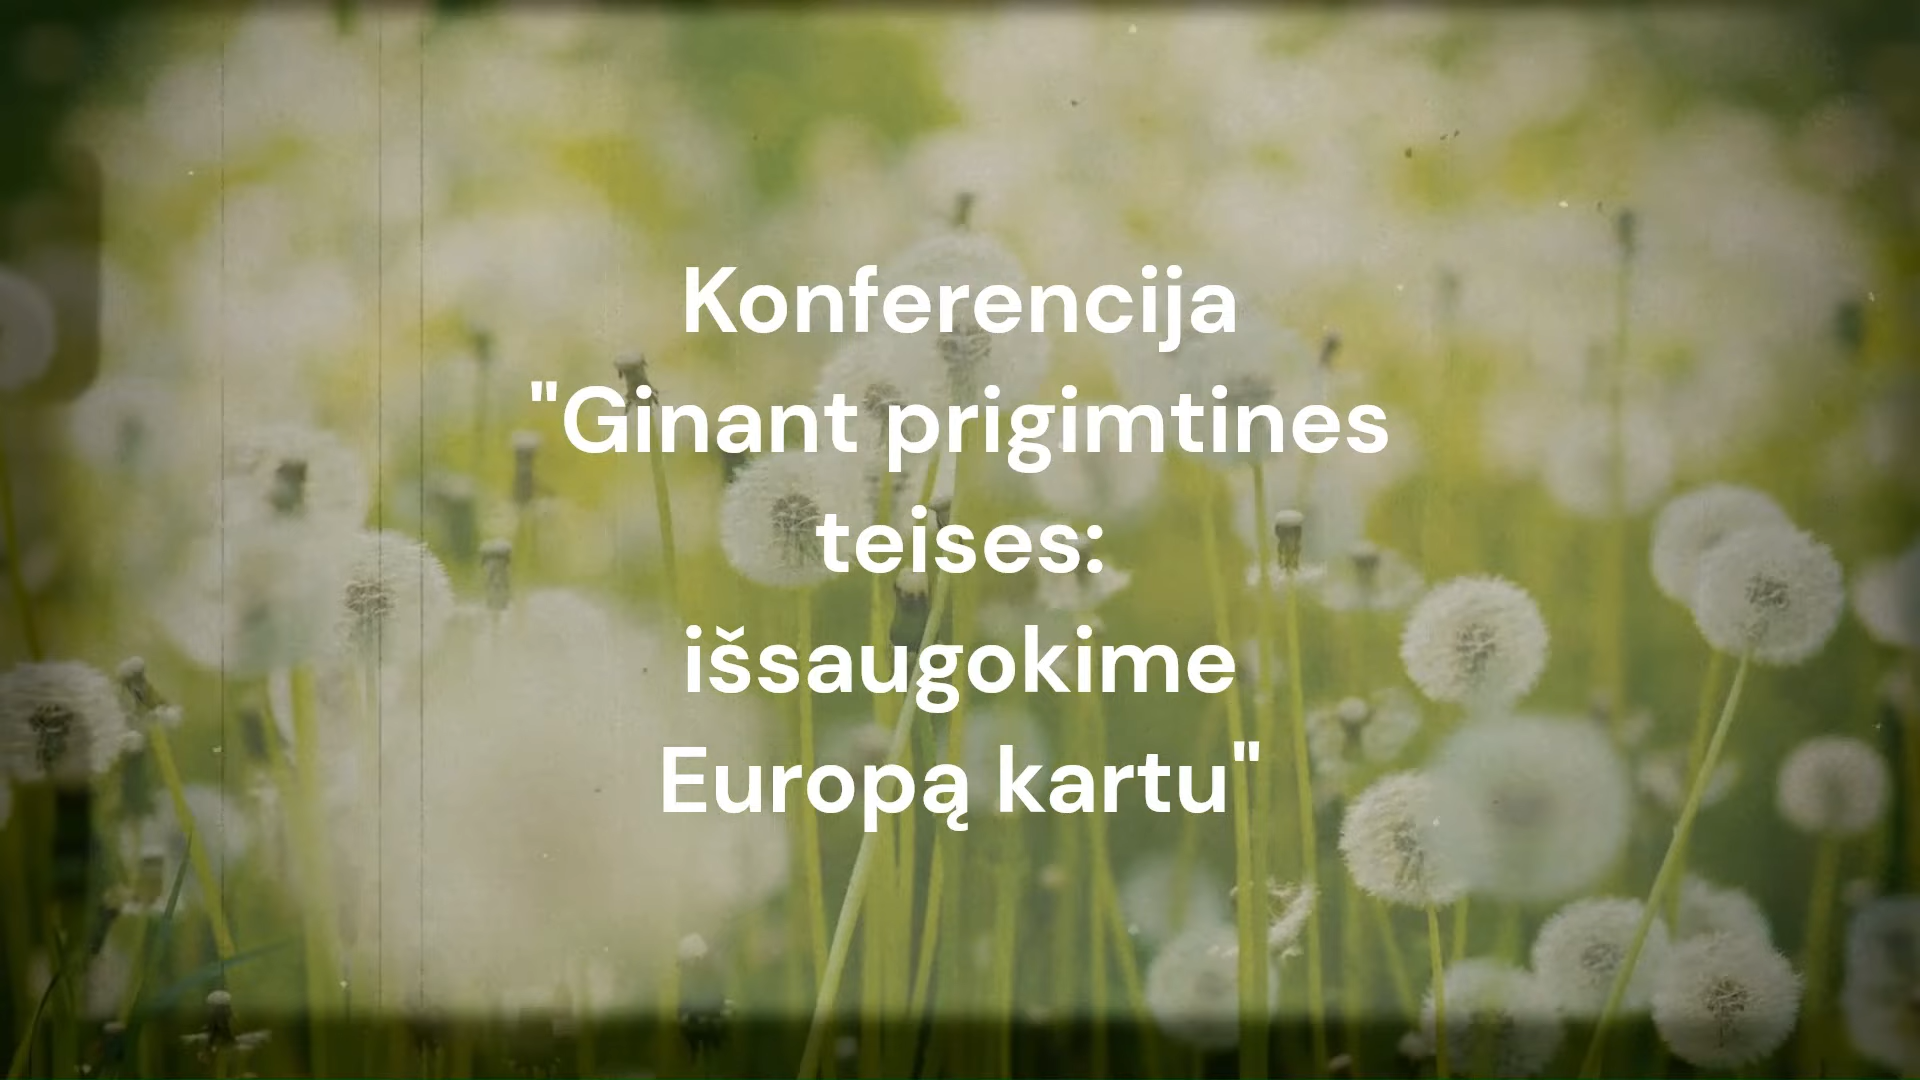 Konferencija
"Ginant prigimtines
teises:
išsaugokime
Europą kartu"